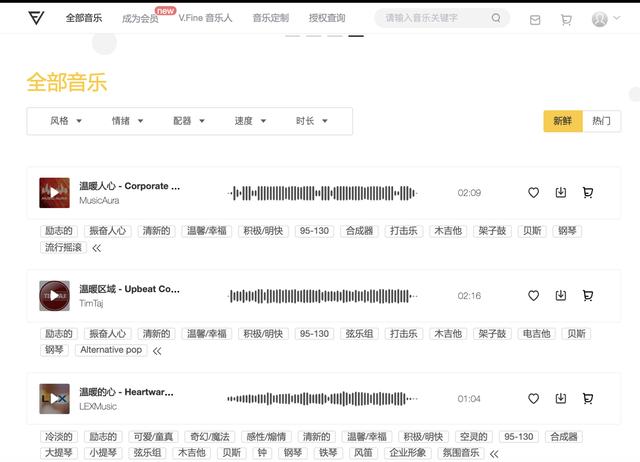 全部音乐 成为会员 new V.Fine 音乐人 音乐定制 授权查询 请输入音乐关键字
全部音乐
风格 情绪 配器 速度 时长 新鲜 热门
温暖人心 - Corporate ...
MusicAura
02:09
励志的 振奋人心 清新的 温馨/幸福 积极/明快 95-130 合成器 打击乐 木吉他 架子鼓 贝斯 钢琴
流行摇滚
温暖区域 - Upbeat Co...
TimTaj
02:16
励志的 振奋人心 清新的 温馨/幸福 积极/明快 95-130 弦乐组 打击乐 木吉他 架子鼓 电吉他 贝斯
钢琴 Alternative pop
温暖的心 - Heartwar...
LEXMusic
01:04
冷淡的 励志的 可爱/童真 奇幻/魔法 感性/煽情 清新的 温馨/幸福 积极/明快 空灵的 95-130 合成器
大提琴 小提琴 弦乐组 木吉他 贝斯 钟 钢琴 铁琴 风笛 企业形象 氛围音乐